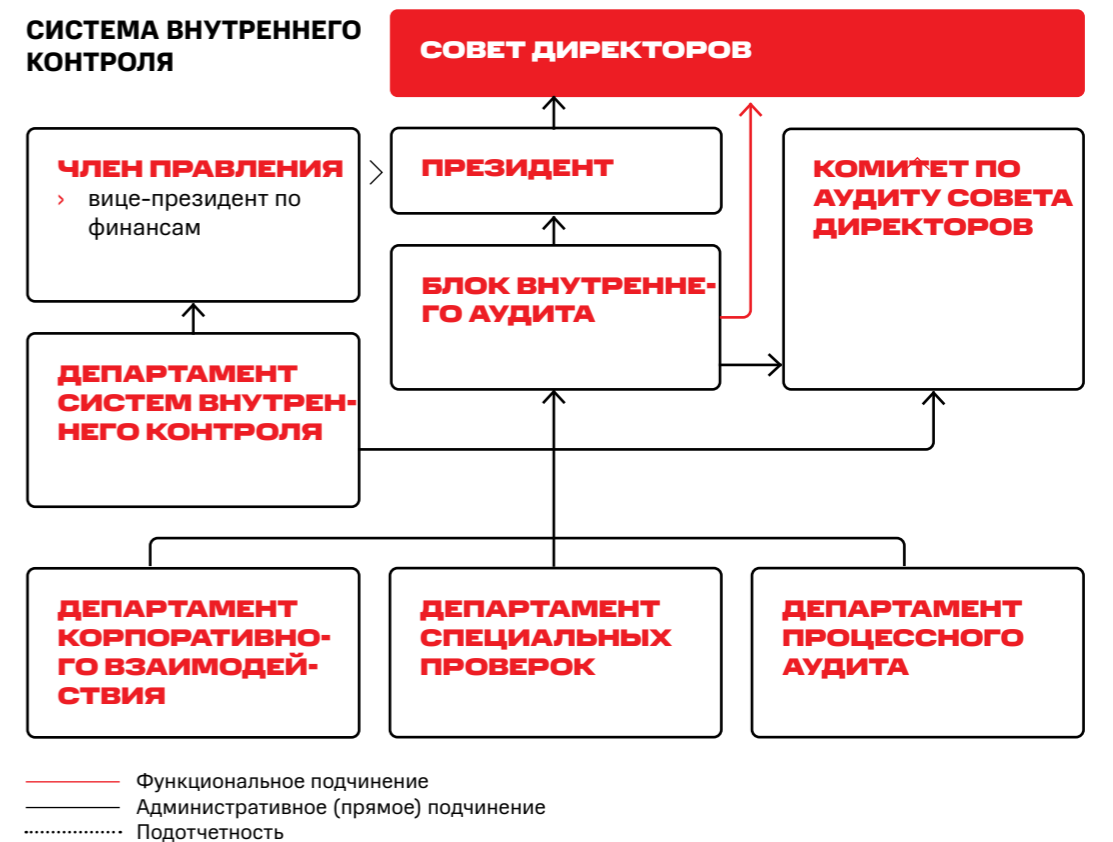 СИСТЕМА ВНУТРЕННЕГО
КОНТРОЛЯ
СОВЕТ ДИРЕКТОРОВ
ЧЛЕН ПРАВЛЕНИЯ
› вице-президент по
финансам
ПРЕЗИДЕНТ
КОМИТЕТ ПО
АУДИТУ СОВЕТА
ДИРЕКТОРОВ
БЛОК ВНУТРЕННЕ-
ГО АУДИТА
ДЕПАРТАМЕНТ
СИСТЕМ ВНУТРЕН-
НЕГО КОНТРОЛЯ
ДЕПАРТАМЕНТ
КОРПОРАТИВНО-
ГО ВЗАИМОДЕЙ-
СТВИЯ
ДЕПАРТАМЕНТ
СПЕЦИАЛЬНЫХ
ПРОВЕРОК
ДЕПАРТАМЕНТ
ПРОЦЕССНОГО
АУДИТА
Функциональное подчинение
Административное (прямое) подчинение
Подотчетность